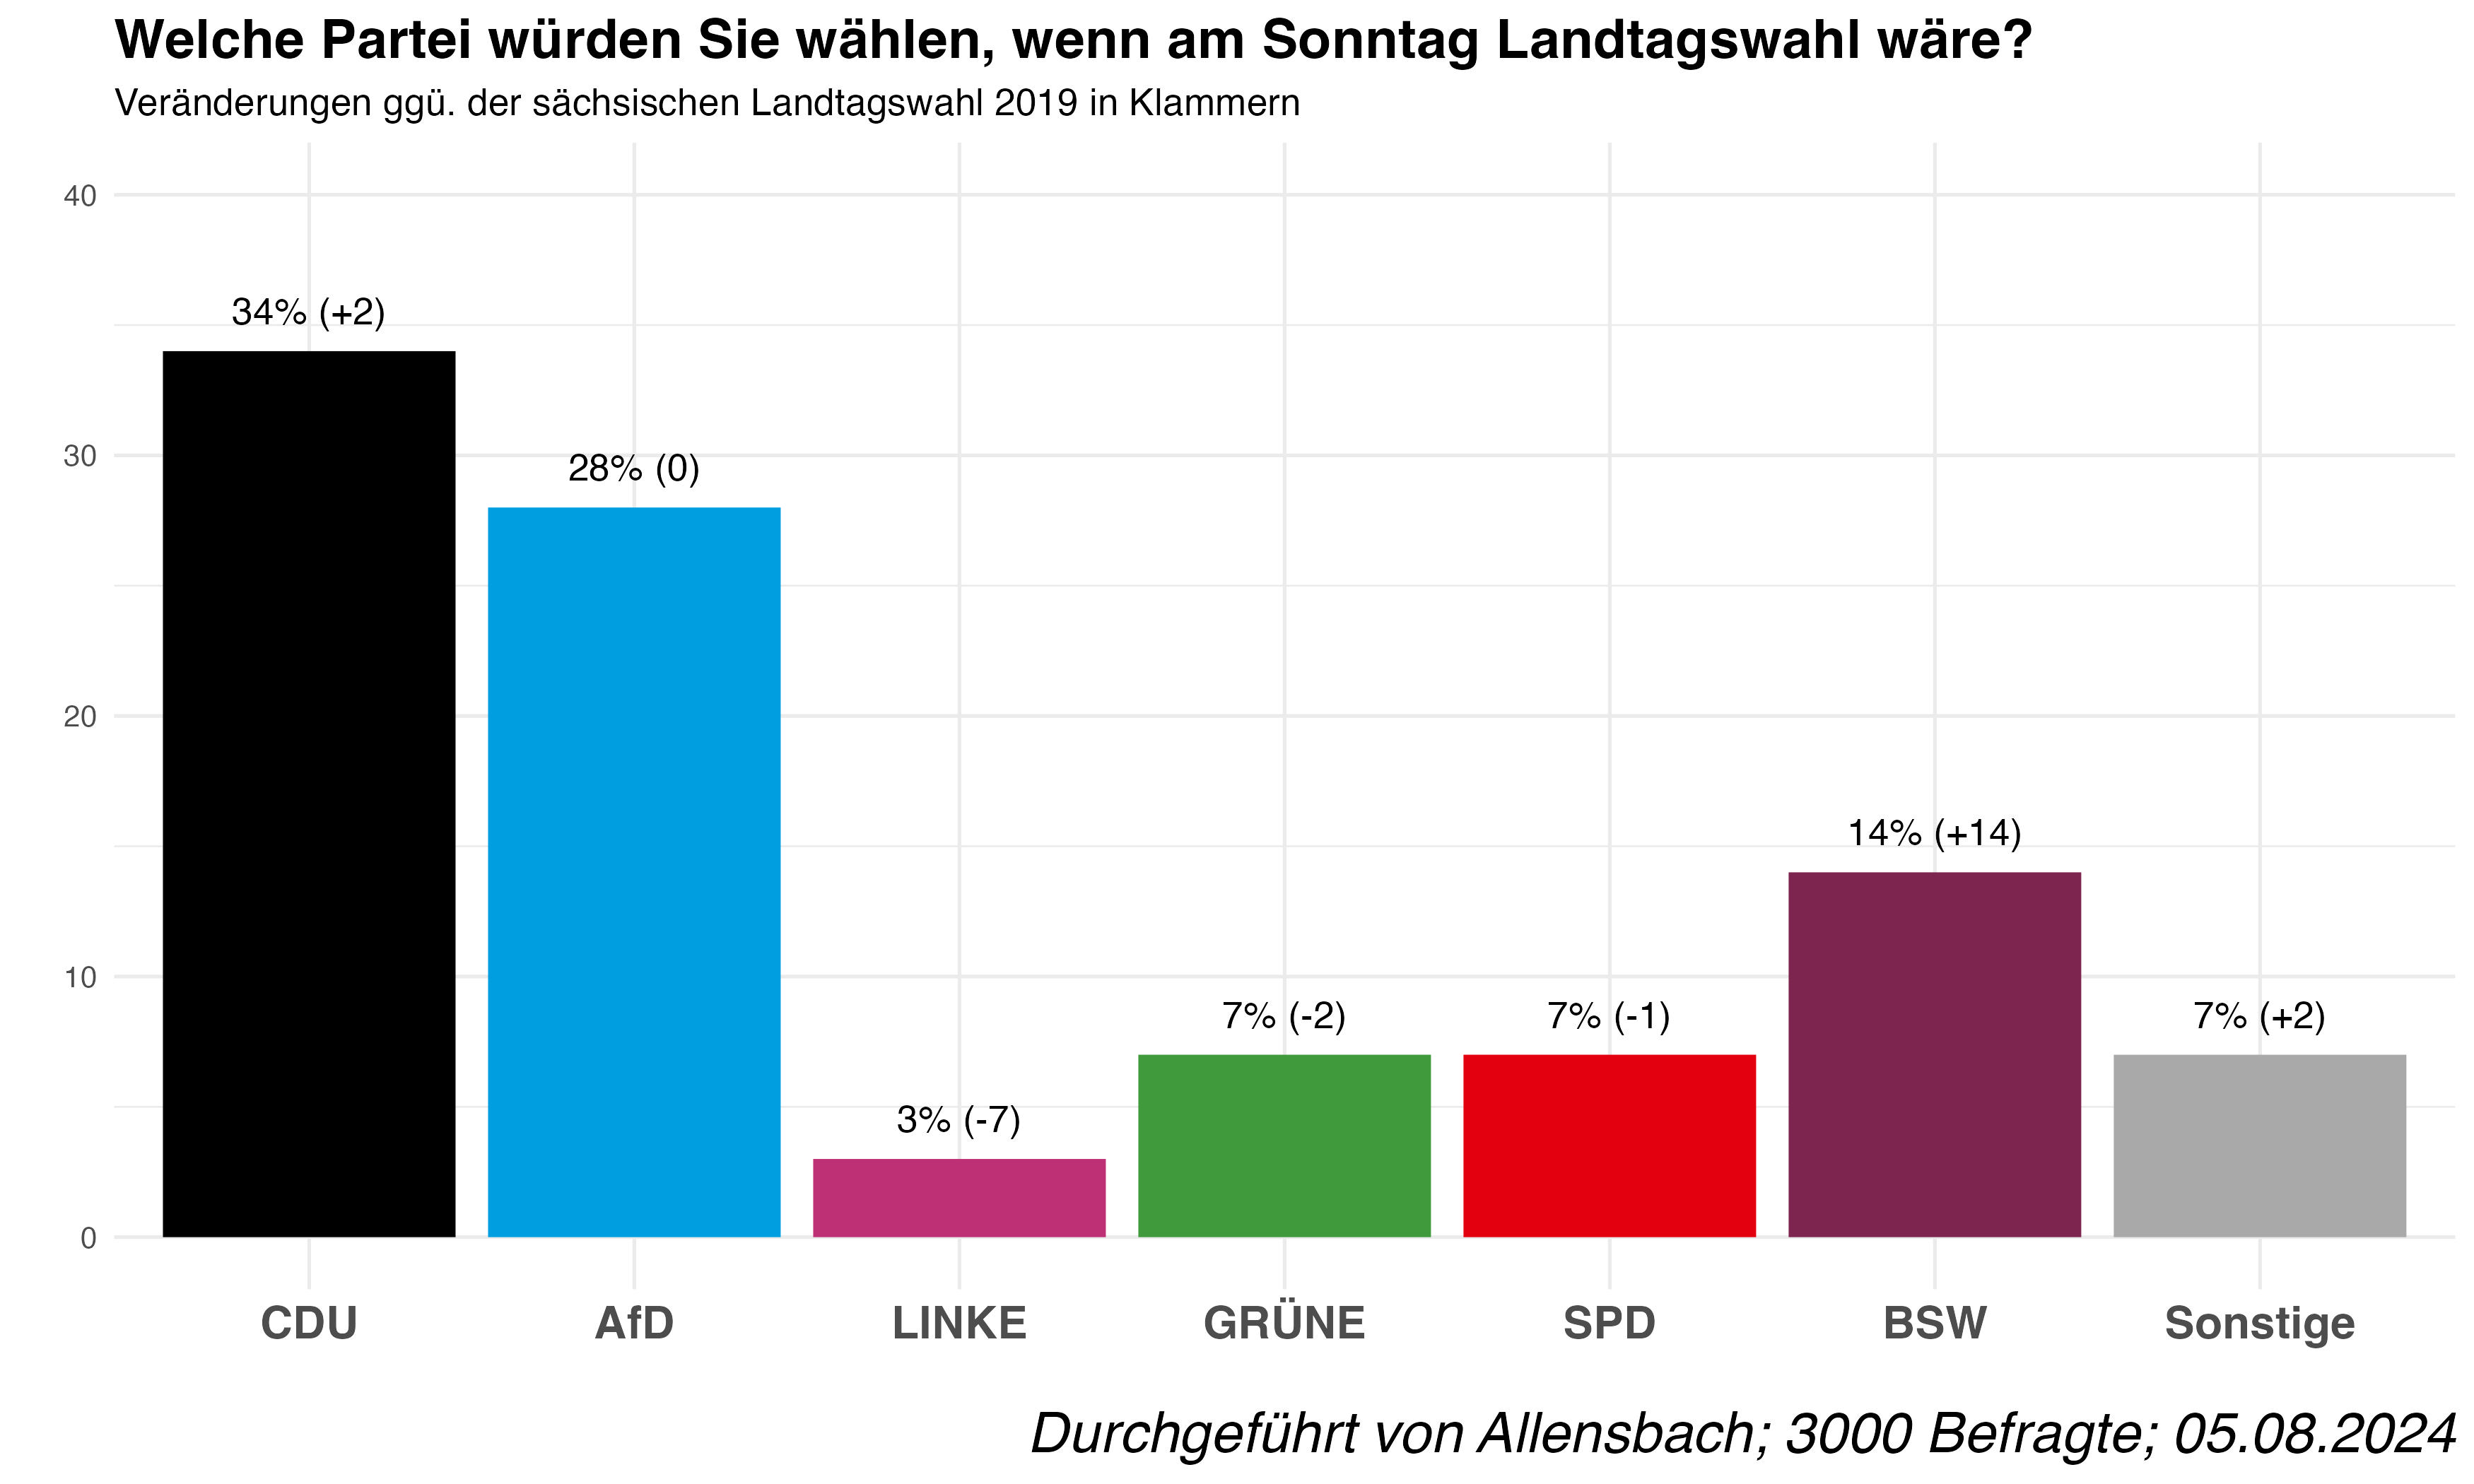 Welche Partei würden Sie wählen, wenn am Sonntag Landtagswahl wäre?
Veränderungen ggü. der sächsischen Landtagswahl 2019 in Klammern
40
30
20
10
0
34% (+2)
28% (0)
3% (-7)
7% (-2)
7% (-1)
14% (+14)
7% (+2)
CDU
AfD
LINKE
GRÜNE
SPD
BSW
Sonstige
Durchgeführt von Allensbach; 3000 Befragte; 05.08.2024